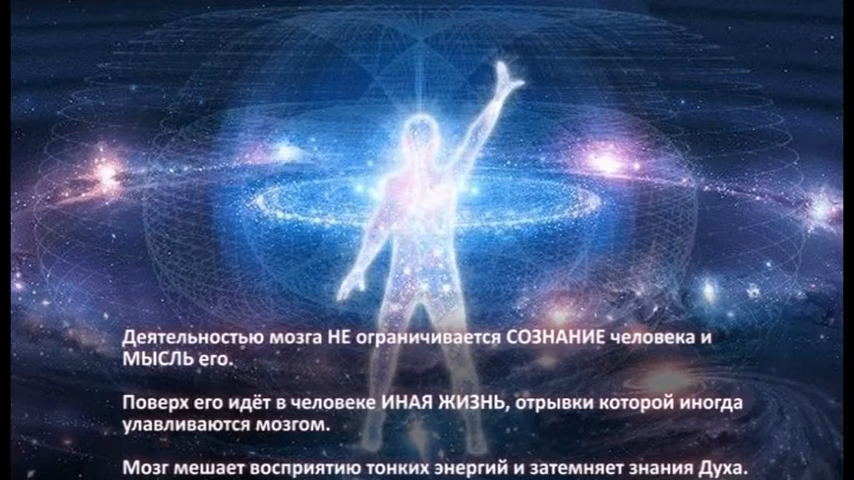 Деятельностью мозга НЕ ограничивается СОЗНАНИЕ человека и
МЫСЛЬ его.
Поверх его идёт в человеке ИНАЯ ЖИЗНЬ, отрывки которой иногда
улавливаются мозгом.
Мозг мешает восприятию тонких энергий и затемняет знания Духа.